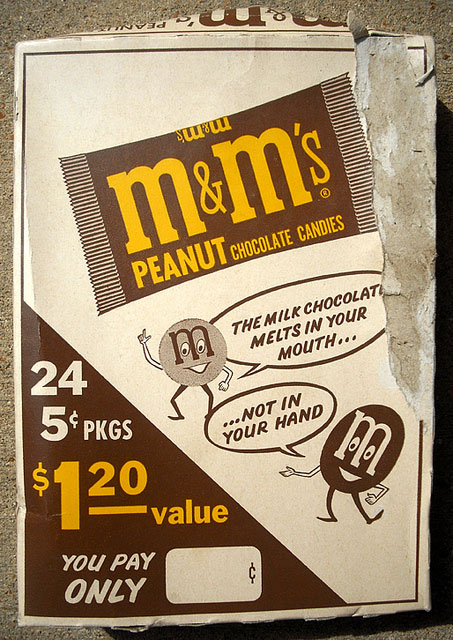 m&m's PEANUT
m&m's
m&m's®
PEANUT CHOCOLATE CANDIES
m
THE MILK CHOCOLATE
MELTS IN YOUR
MOUTH...
...NOT IN
YOUR HAND
m
24
5¢ PKGS
$1 20 value
YOU PAY
ONLY
¢